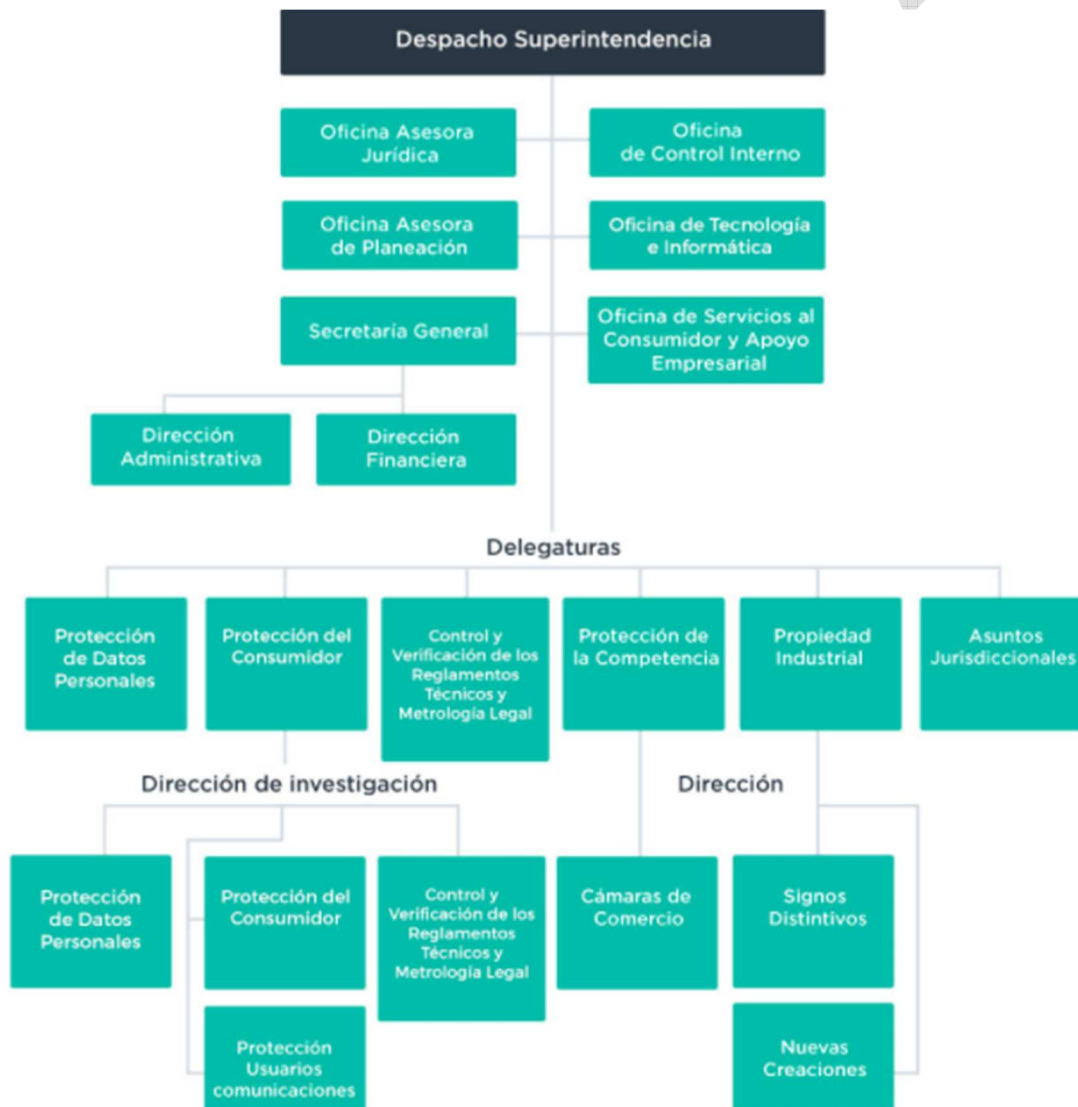 Despacho Superintendencia
Oficina Asesora
Jurídica
Oficina
de Control Interno
Oficina Asesora
de Planeación
Oficina de Tecnología
e Informática
Secretaría General
Oficina de Servicios al
Consumidor y Apoyo
Empresarial
Dirección
Administrativa
Dirección
Financiera
Delegaturas
Protección
de Datos
Personales
Protección del
Consumidor
Control y
Verificación de los
Reglamentos
Técnicos y
Metrología Legal
Protección de
la Competencia
Propiedad
Industrial
Asuntos
Jurisdiccionales
Dirección de investigación
Dirección
Protección
de Datos
Personales
Protección del
Consumidor
Control y
Verificación de los
Reglamentos
Técnicos y
Metrología Legal
Cámaras de
Comercio
Signos
Distintivos
Protección
Usuarios
comunicaciones
Nuevas
Creaciones